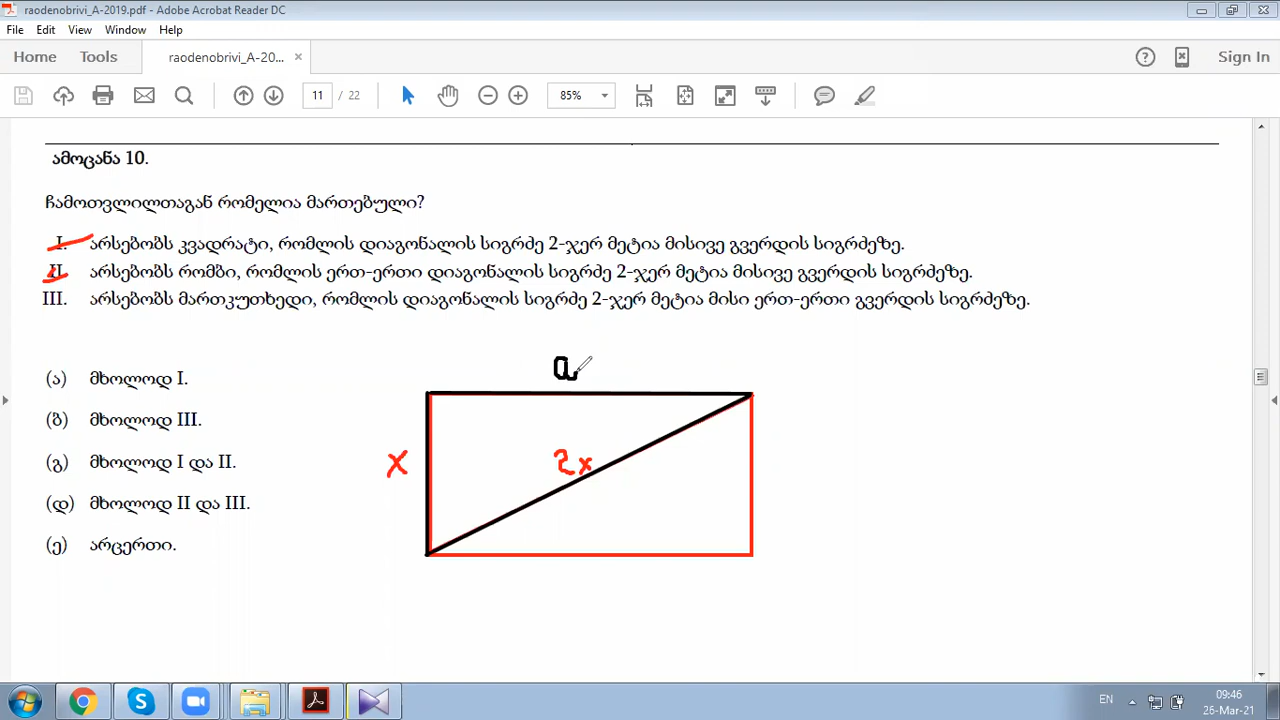 raodenobrivi_A-2019.pdf - Adobe Acrobat Reader DC
File Edit View Window Help
Home Tools raodenobrivi_A-20... × Sign In
11 / 22 85%
ამოცანა 10.
ჩამოთვლილთაგან რომელია მართებული?
I. არსებობს კვადრატი, რომლის დიაგონალის სიგრძე 2-ჯერ მეტია მისივე გვერდის სიგრძეზე.
II. არსებობს რომბი, რომლის ერთ-ერთი დიაგონალის სიგრძე 2-ჯერ მეტია მისივე გვერდის სიგრძეზე.
III. არსებობს მართკუთხედი, რომლის დიაგონალის სიგრძე 2-ჯერ მეტია მისი ერთ-ერთი გვერდის სიგრძეზე.
a
(ა) მხოლოდ I.
(ბ) მხოლოდ III.
(გ) მხოლოდ I და II.
x 2x
(დ) მხოლოდ II და III.
(ე) არცერთი.
EN 09:46
26-Mar-21